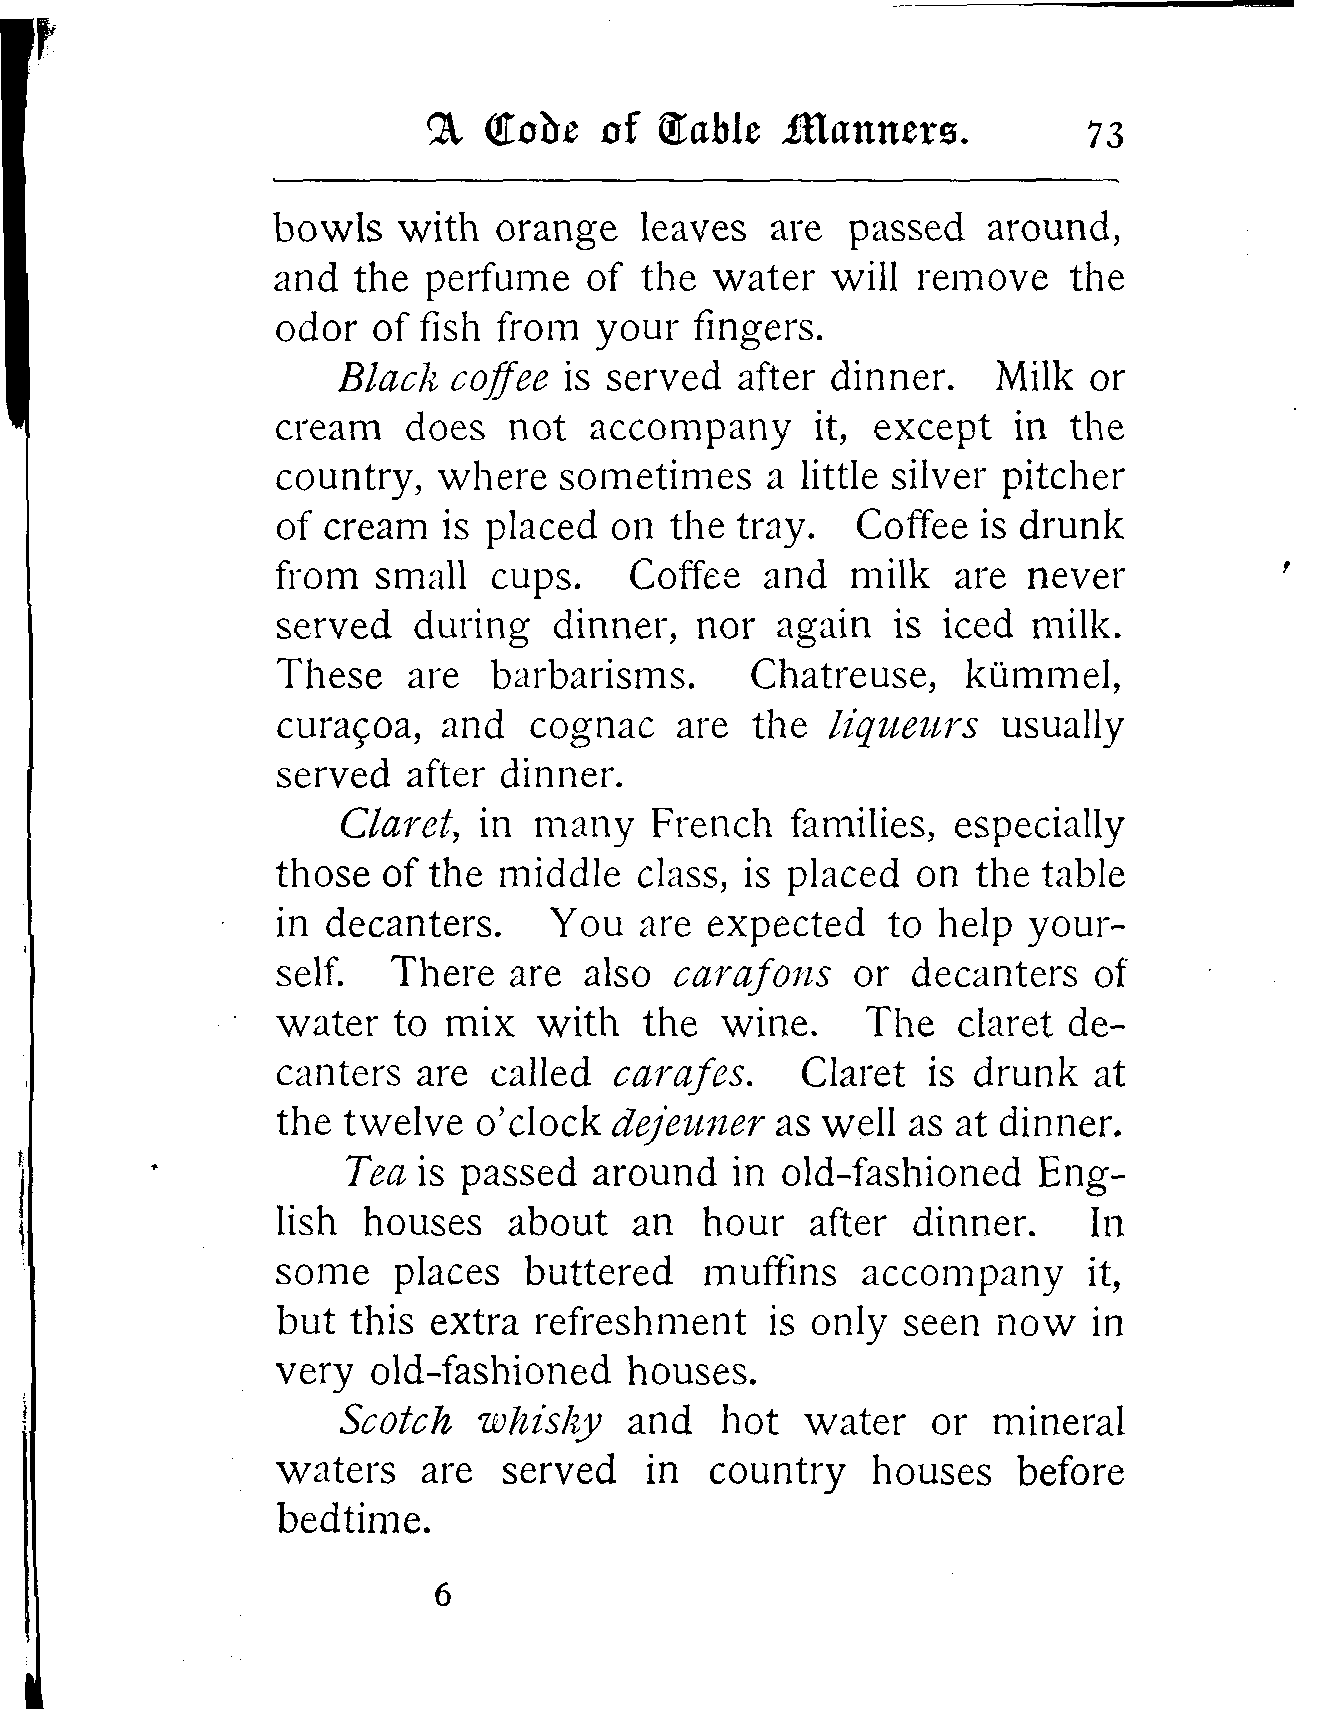 A Code of Table Manners. 73
bowls with orange leaves are passed around,
and the perfume of the water will remove the
odor of fish from your fingers.
Black coffee is served after dinner. Milk or
cream does not accompany it, except in the
country, where sometimes a little silver pitcher
of cream is placed on the tray. Coffee is drunk
from small cups. Coffee and milk are never
served during dinner, nor again is iced milk.
These are barbarisms. Chatreuse, kümmel,
curaçoa, and cognac are the liqueurs usually
served after dinner.
Claret, in many French families, especially
those of the middle class, is placed on the table
in decanters. You are expected to help your-
self. There are also carafons or decanters of
water to mix with the wine. The claret de-
canters are called carafes. Claret is drunk at
the twelve o'clock dejeuner as well as at dinner.
Tea is passed around in old-fashioned Eng-
lish houses about an hour after dinner. In
some places buttered muffins accompany it,
but this extra refreshment is only seen now in
very old-fashioned houses.
Scotch whisky and hot water or mineral
waters are served in country houses before
bedtime.
6